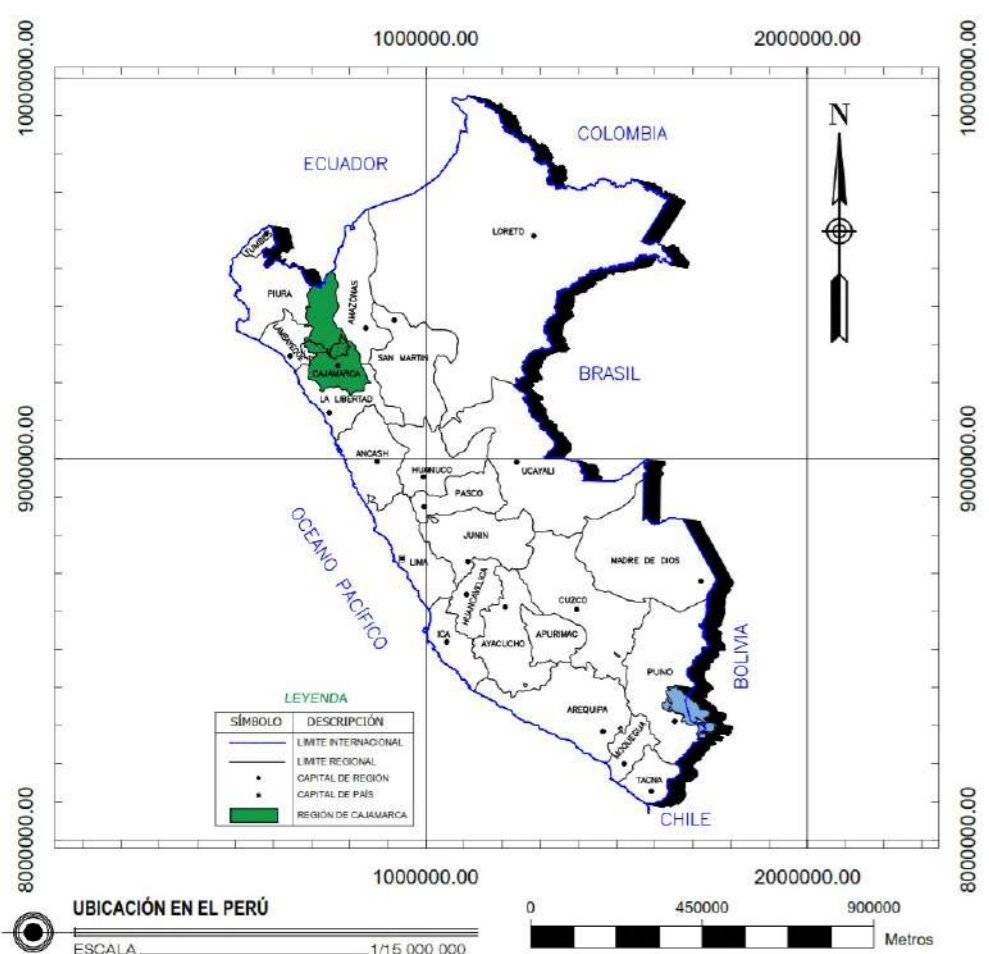 1000000.00
2000000.00
10000000.00
10000000.00
N
COLOMBIA
ECUADOR
LORETO
TUMBES
PIURA
AMAZONAS
LAMBAYEQUE
SAN MARTIN
CAJAMARCA
BRASIL
LA LIBERTAD
9000000.00
9000000.00
ANCASH
HUANUCO
UCAYALI
PASCO
OCEANO PACÍFICO
JUNIN
LIMA
MADRE DE DIOS
HUANCAVELICA
CUZCO
ICA
AYACUCHO
APURIMAC
BOLIVIA
PUNO
AREQUIPA
MOQUEGUA
TACNA
CHILE
LEYENDA
SÍMBOLO DESCRIPCIÓN
LIMITE INTERNACIONAL
LIMITE REGIONAL
CAPITAL DE REGIÓN
CAPITAL DE PAÍS
REGIÓN DE CAJAMARCA
8000000.00
8000000.00
1000000.00
2000000.00
UBICACIÓN EN EL PERÚ
ESCALA 1/15 000 000
0 450000 900000
Metros